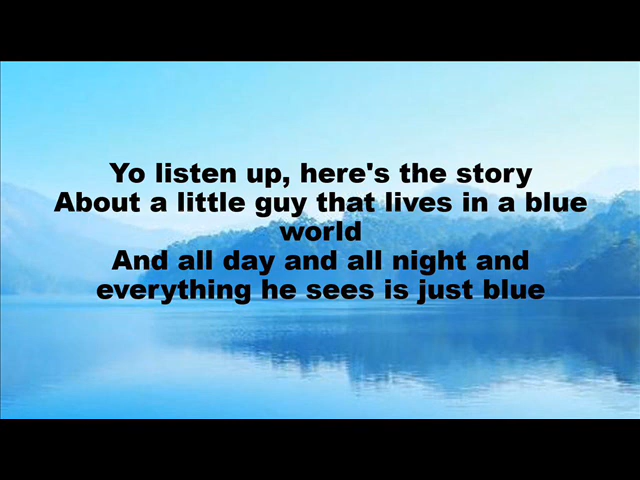 Yo listen up, here's the story
About a little guy that lives in a blue
world
And all day and all night and
everything he sees is just blue